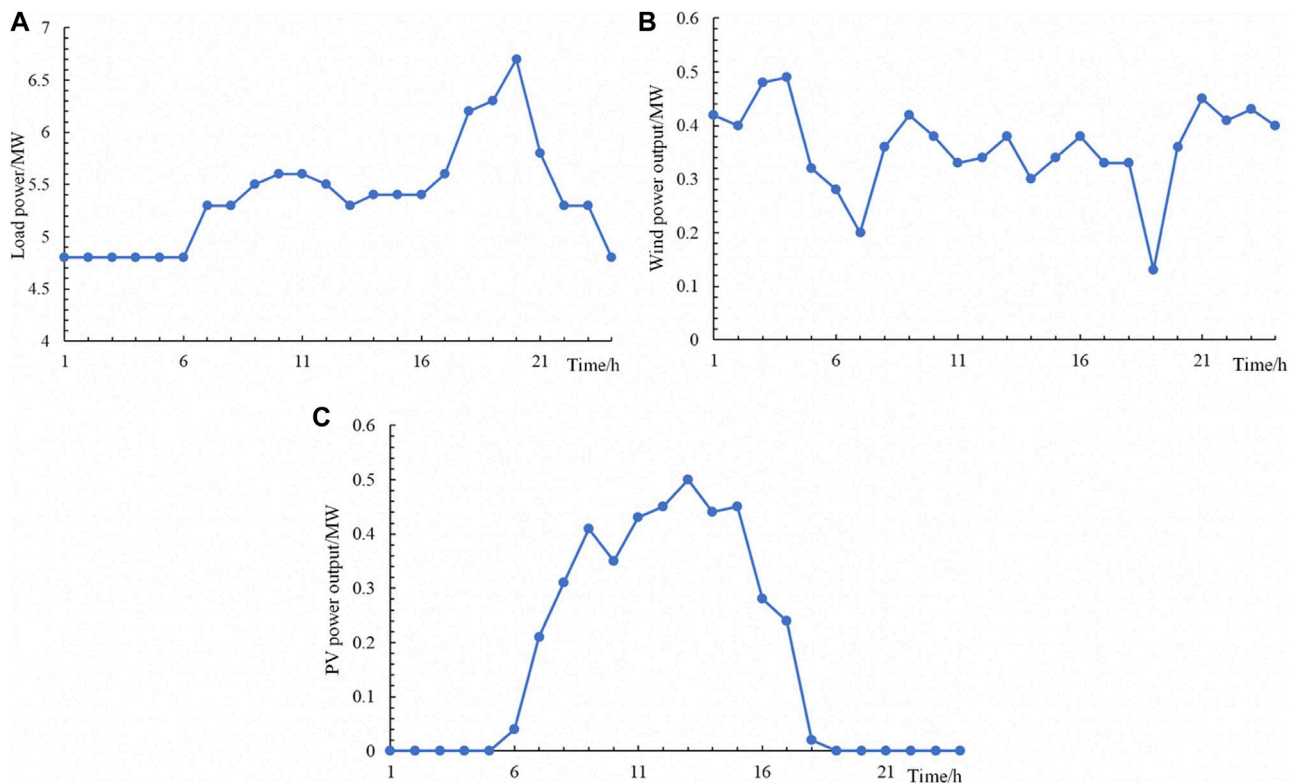 A
Load power/MW
7
6.5
6
5.5
5
4.5
4
1 6 11 16 21 Time/h
B
Wind power output/MW
0.6
0.5
0.4
0.3
0.2
0.1
0
1 6 11 16 21 Time/h
C
PV power output/MW
0.6
0.5
0.4
0.3
0.2
0.1
0
1 6 11 16 21 Time/h